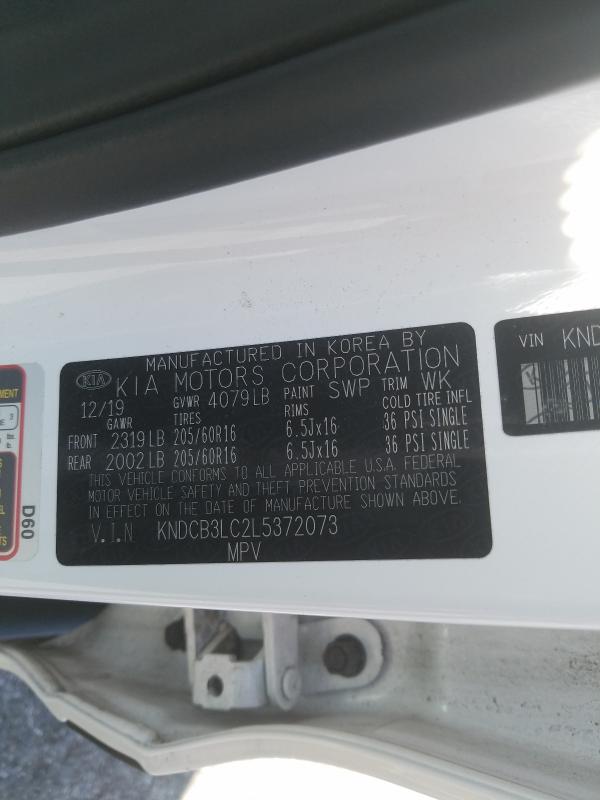 MANUFACTURED IN KOREA BY
KIA KIA MOTORS CORPORATION
12/19 GVWR 4079LB PAINT SWP TRIM WK
GAWR TIRES RIMS COLD TIRE INFL
FRONT 2319LB 205/60R16 6.5Jx16 36 PSI SINGLE
REAR 2002LB 205/60R16 6.5Jx16 36 PSI SINGLE
THIS VEHICLE CONFORMS TO ALL APPLICABLE U.S.A. FEDERAL
MOTOR VEHICLE SAFETY AND THEFT PREVENTION STANDARDS
IN EFFECT ON THE DATE OF MANUFACTURE SHOWN ABOVE.
V.I.N KNDCB3LC2L5372073
MPV
VIN KND
D60